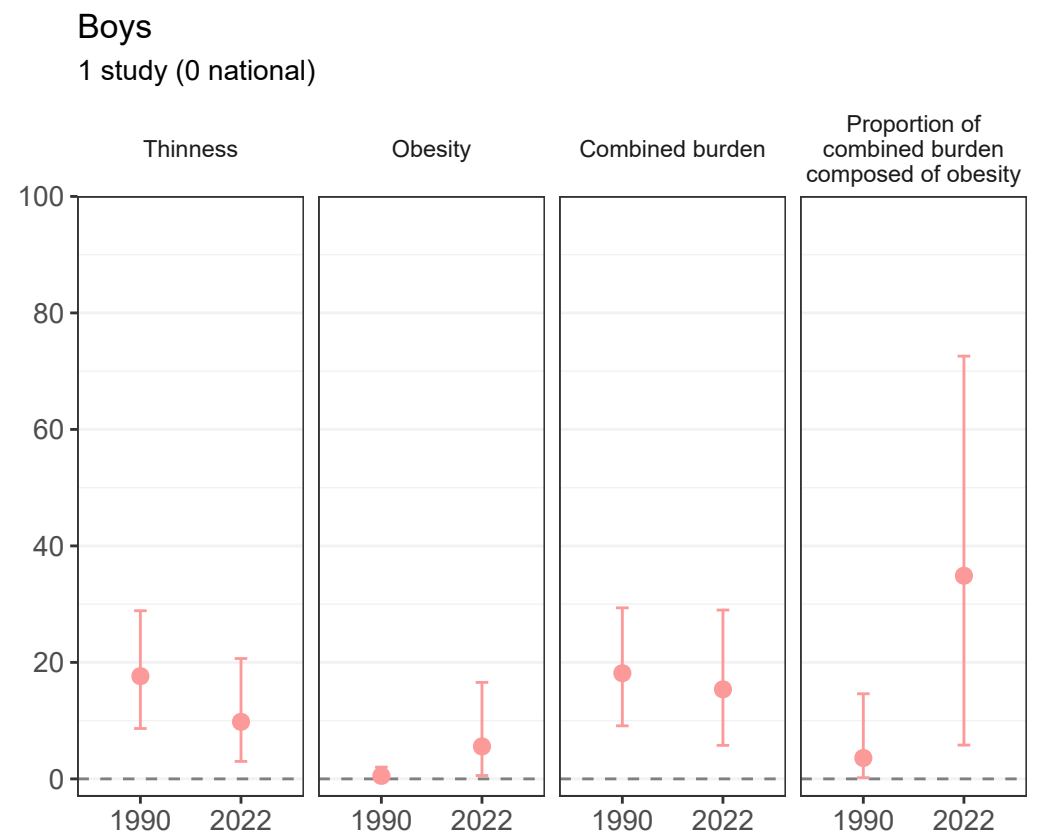 Boys
1 study (0 national)
Thinness
Obesity
Combined burden
Proportion of
combined burden
composed of obesity
100
80
60
40
20
0
1990 2022 1990 2022 1990 2022 1990 2022